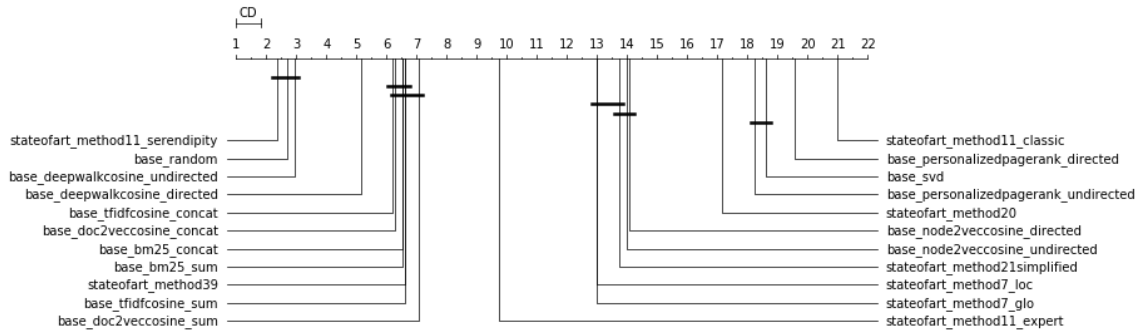 CD
1 2 3 4 5 6 7 8 9 10 11 12 13 14 15 16 17 18 19 20 21 22
stateofart_method11_serendipity
base_random
base_deepwalkcosine_undirected
base_deepwalkcosine_directed
base_tfidfcosine_concat
base_doc2veccosine_concat
base_bm25_concat
base_bm25_sum
stateofart_method39
base_tfidfcosine_sum
base_doc2veccosine_sum
stateofart_method11_classic
base_personalizedpagerank_directed
base_svd
base_personalizedpagerank_undirected
stateofart_method20
base_node2veccosine_directed
base_node2veccosine_undirected
stateofart_method21simplified
stateofart_method7_loc
stateofart_method7_glo
stateofart_method11_expert